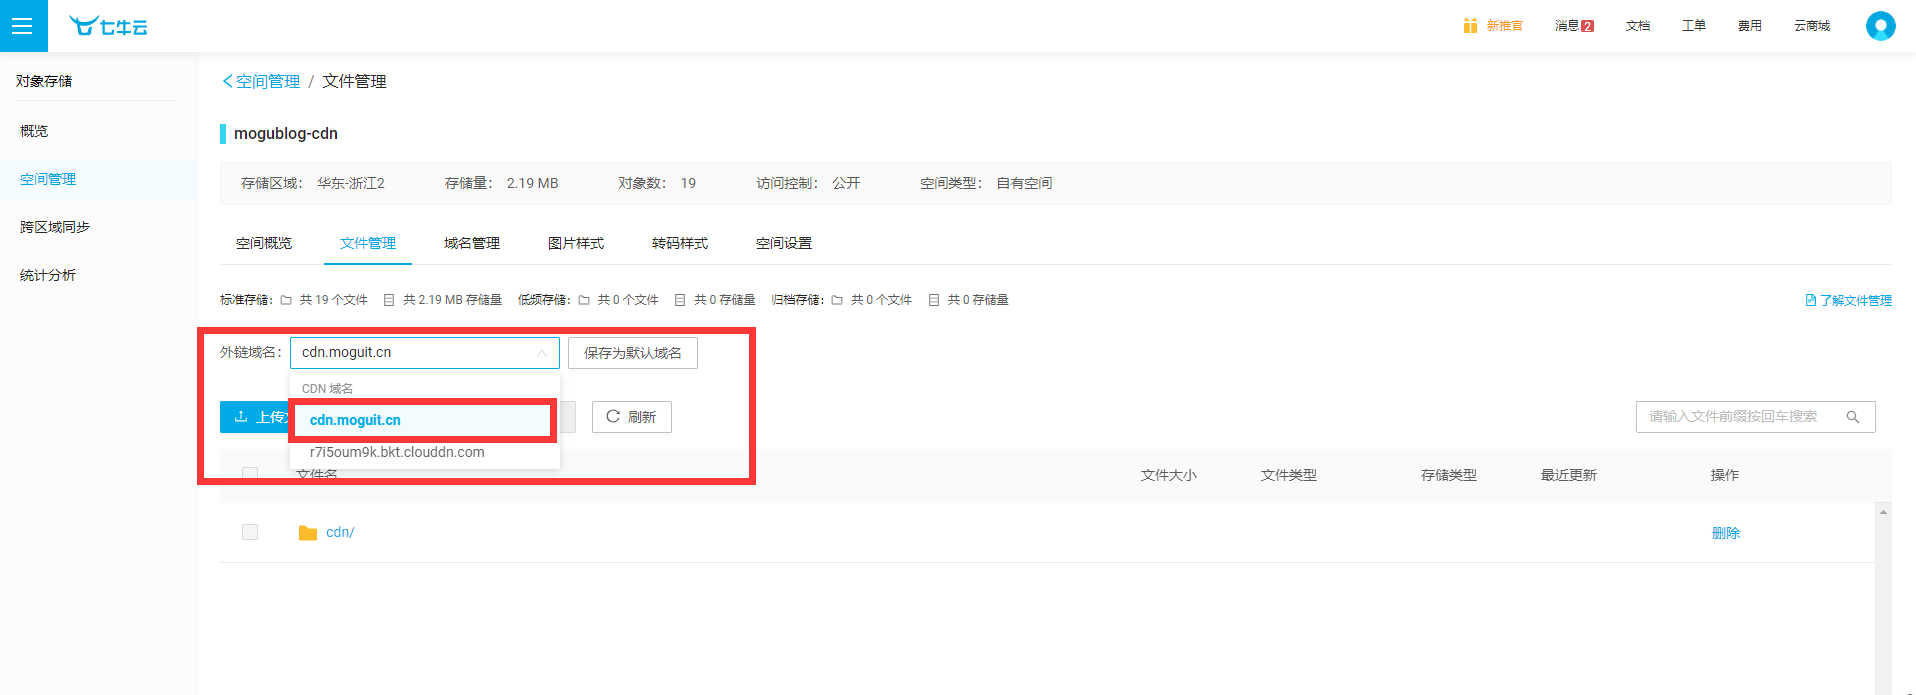 七牛云
新推官
消息 2
文档
工单
费用
云商城
对象存储
概览
空间管理
跨区域同步
统计分析
空间管理 / 文件管理
mogublog-cdn
存储区域： 华东-浙江2 存储量： 2.19 MB 对象数： 19 访问控制： 公开 空间类型： 自有空间
空间概览 文件管理 域名管理 图片样式 转码样式 空间设置
标准存储： 共 19 个文件 共 2.19 MB 存储量 低频存储： 共 0 个文件 共 0 存储量 归档存储： 共 0 个文件 共 0 存储量
了解文件管理
外链域名： cdn.moguit.cn 保存为默认域名
CDN 域名
cdn.moguit.cn
r7i5oum9k.bkt.clouddn.com
上传 刷新
请输入文件前缀按回车搜索
文件名 文件大小 文件类型 存储类型 最近更新 操作
cdn/ 删除